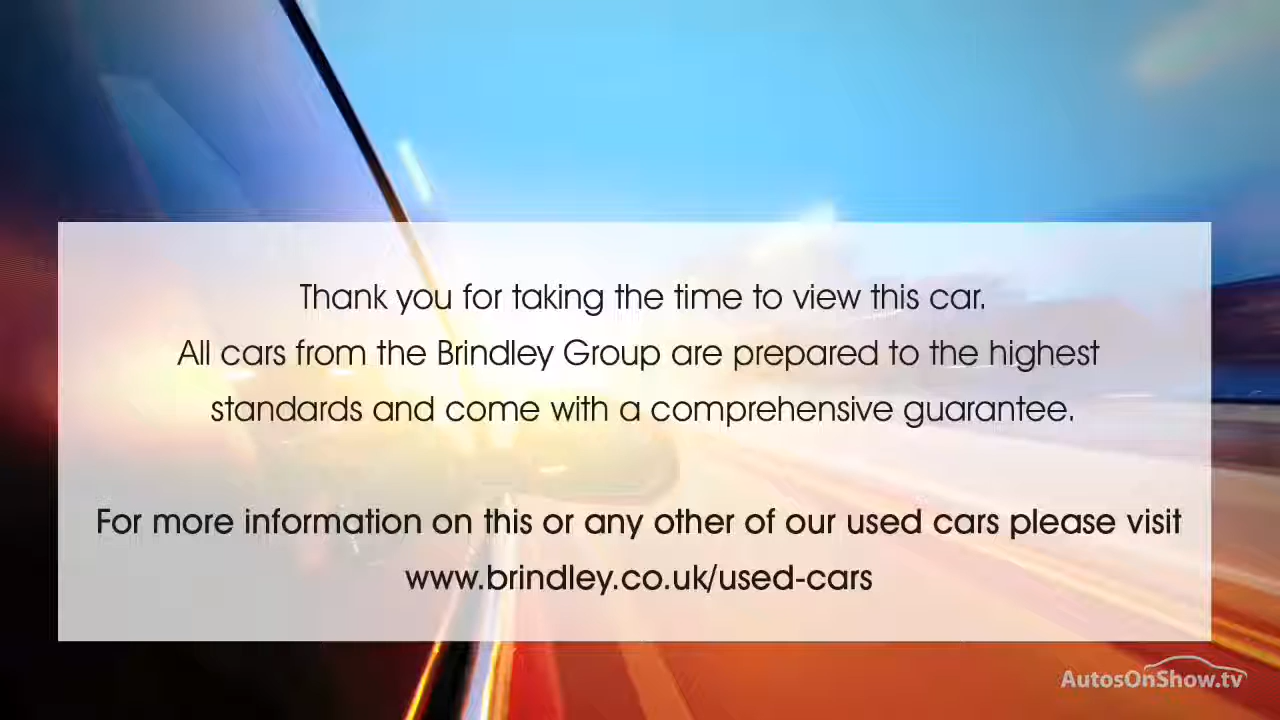 Thank you for taking the time to view this car.
All cars from the Brindley Group are prepared to the highest
standards and come with a comprehensive guarantee.
For more information on this or any other of our used cars please visit
www.brindley.co.uk/used-cars
AutosOnShow.tv